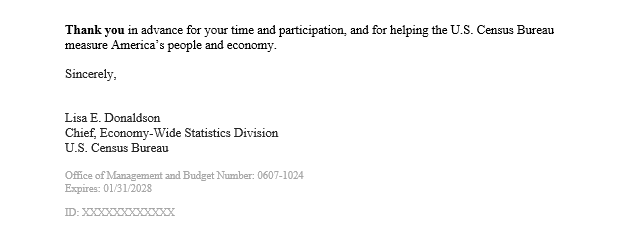 Thank you in advance for your time and participation, and for helping the U.S. Census Bureau
measure America's people and economy.
Sincerely,
Lisa E. Donaldson
Chief, Economy-Wide Statistics Division
U.S. Census Bureau
Office of Management and Budget Number: 0607-1024
Expires: 01/31/2028
ID: XXXXXXXXXXXX